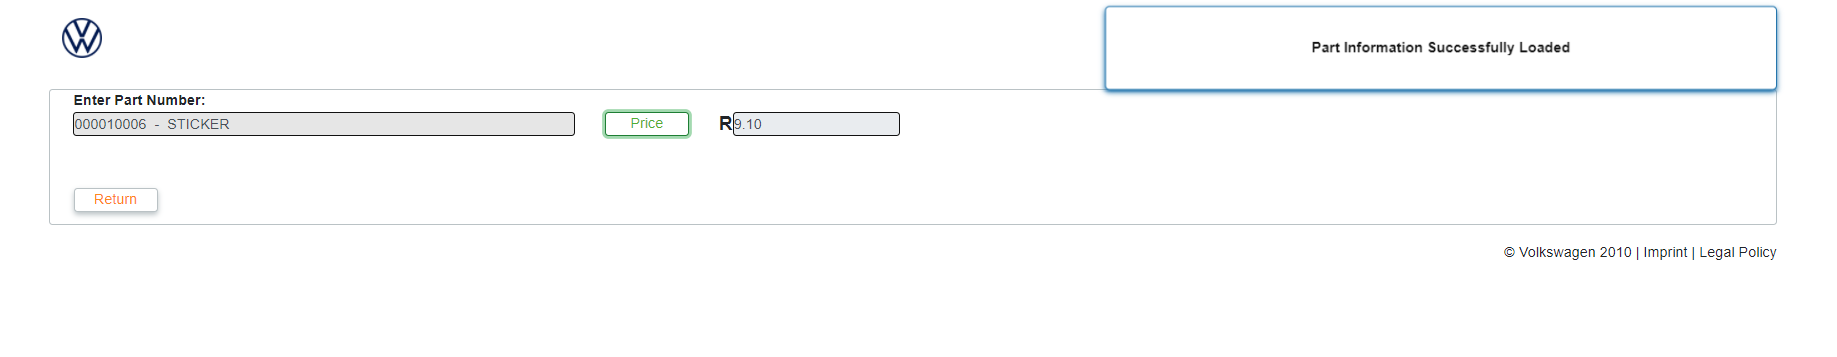 Part Information Successfully Loaded
Enter Part Number:
000010006 - STICKER
Price
R 9.10
Return
© Volkswagen 2010 | Imprint | Legal Policy